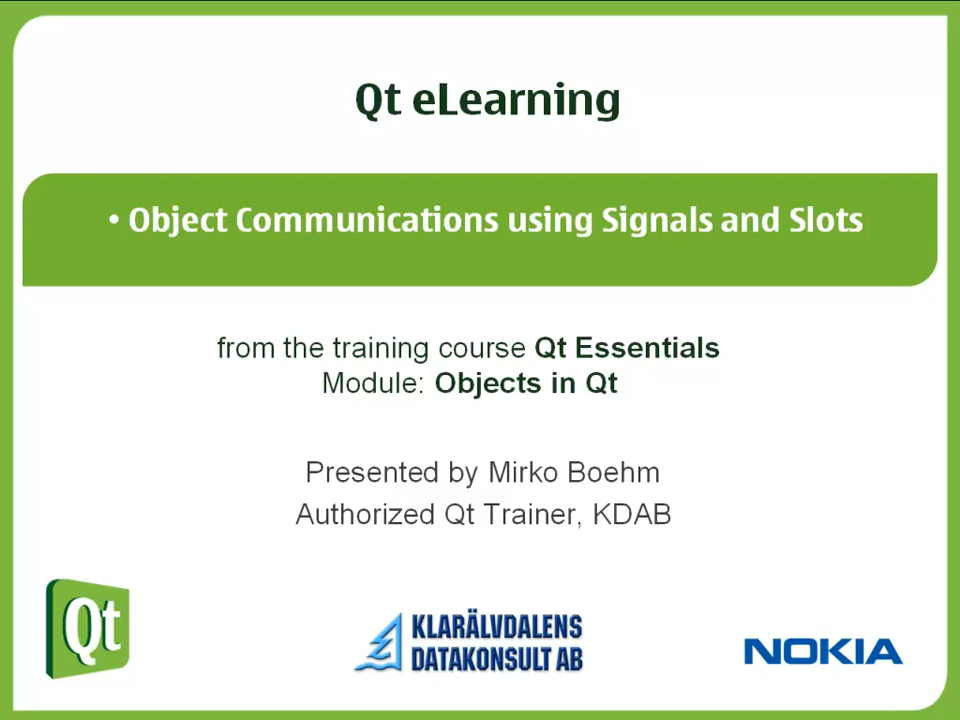 Qt eLearning
• Object Communications using Signals and Slots
from the training course Qt Essentials
Module: Objects in Qt
Presented by Mirko Boehm
Authorized Qt Trainer, KDAB
Qt
KLARÄLVDALENS
DATAKONSULT AB
NOKIA